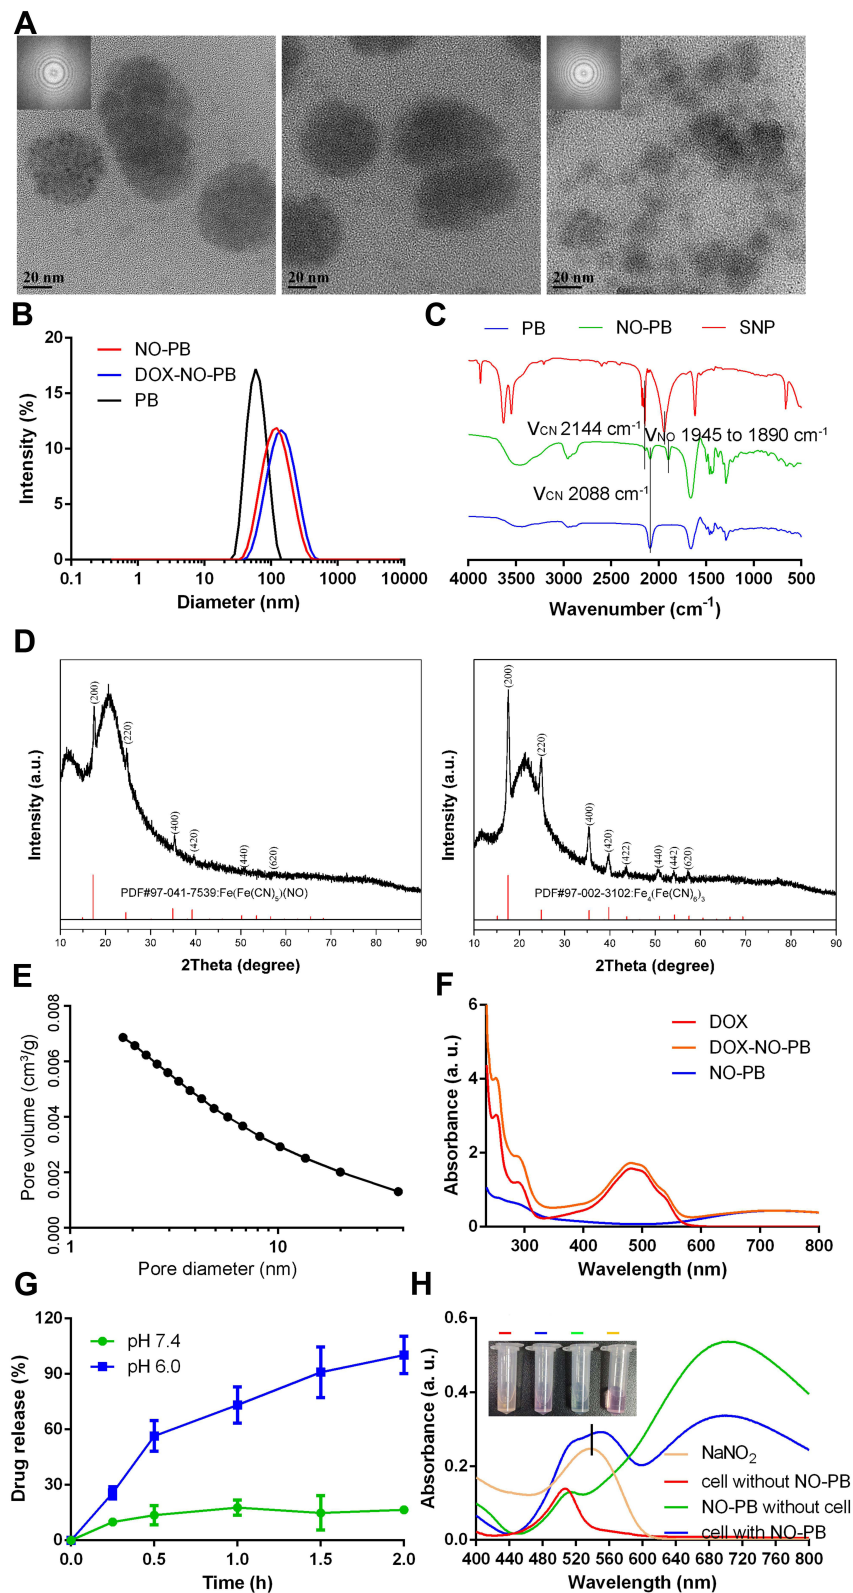 A
20 nm
20 nm
20 nm
B
NO-PB
DOX-NO-PB
PB
20
15
10
5
0
Intensity (%)
0.1 1 10 100 1000 10000
Diameter (nm)
C
PB NO-PB SNP
VCN 2144 cm-1 VNO 1945 to 1890 cm-1
VCN 2088 cm-1
4000 3500 3000 2500 2000 1500 1000 500
Wavenumber (cm-1)
D
Intensity (a.u.)
(200)
(220)
(400)
(420)
(440)
(620)
PDF#97-041-7539:Fe(Fe(CN)5)(NO)
10 20 30 40 50 60 70 80 90
2Theta (degree)
Intensity (a.u.)
(200)
(220)
(400)
(420)
(422)
(440)
(442)
(620)
PDF#97-002-3102:Fe4(Fe(CN)6)3
10 20 30 40 50 60 70 80 90
2Theta (degree)
E
Pore volume (cm3/g)
0.008
0.006
0.004
0.002
0.000
1 10
Pore diameter (nm)
F
DOX
DOX-NO-PB
NO-PB
Absorbance (a. u.)
6
4
2
0
300 400 500 600 700 800
Wavelength (nm)
G
pH 7.4
pH 6.0
Drug release (%)
120
90
60
30
0
0.0 0.5 1.0 1.5 2.0
Time (h)
H
Absorbance (a. u.)
0.6
0.4
0.2
0.0
NaNO2
cell without NO-PB
NO-PB without cell
cell with NO-PB
400 440 480 520 560 600 640 680 720 760 800
Wavelength (nm)